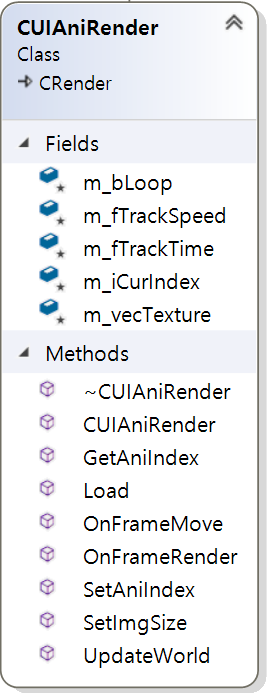 CUIAniRender
Class
CRender
Fields
m_bLoop
m_fTrackSpeed
m_fTrackTime
m_iCurIndex
m_vecTexture
Methods
~CUIAniRender
CUIAniRender
GetAniIndex
Load
OnFrameMove
OnFrameRender
SetAniIndex
SetImgSize
UpdateWorld